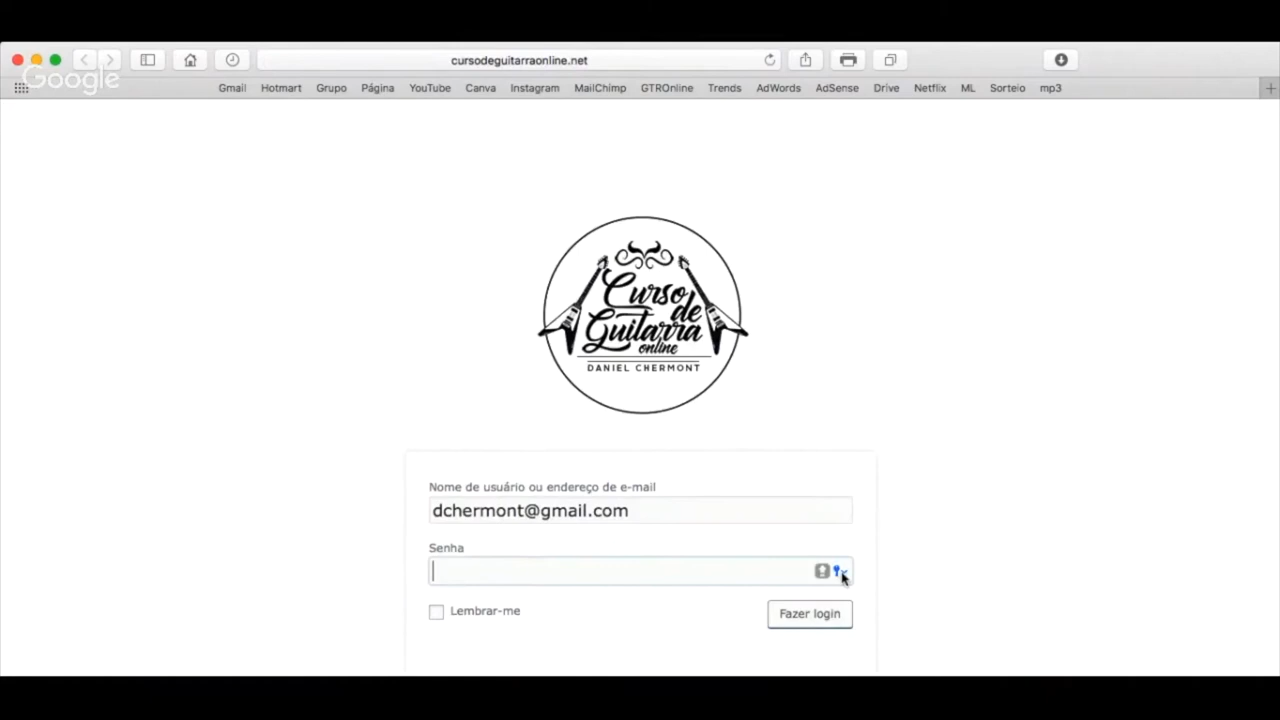 cursodeguitarraonline.net
Google
Gmail Hotmart Grupo Página YouTube Canva Instagram MailChimp GTROnline Trends AdWords AdSense Drive Netflix ML Sorteio mp3
Curso
de
Guitarra
online
DANIEL CHERMONT
Nome de usuário ou endereço de e-mail
dchermont@gmail.com
Senha
Lembrar-me
Fazer login